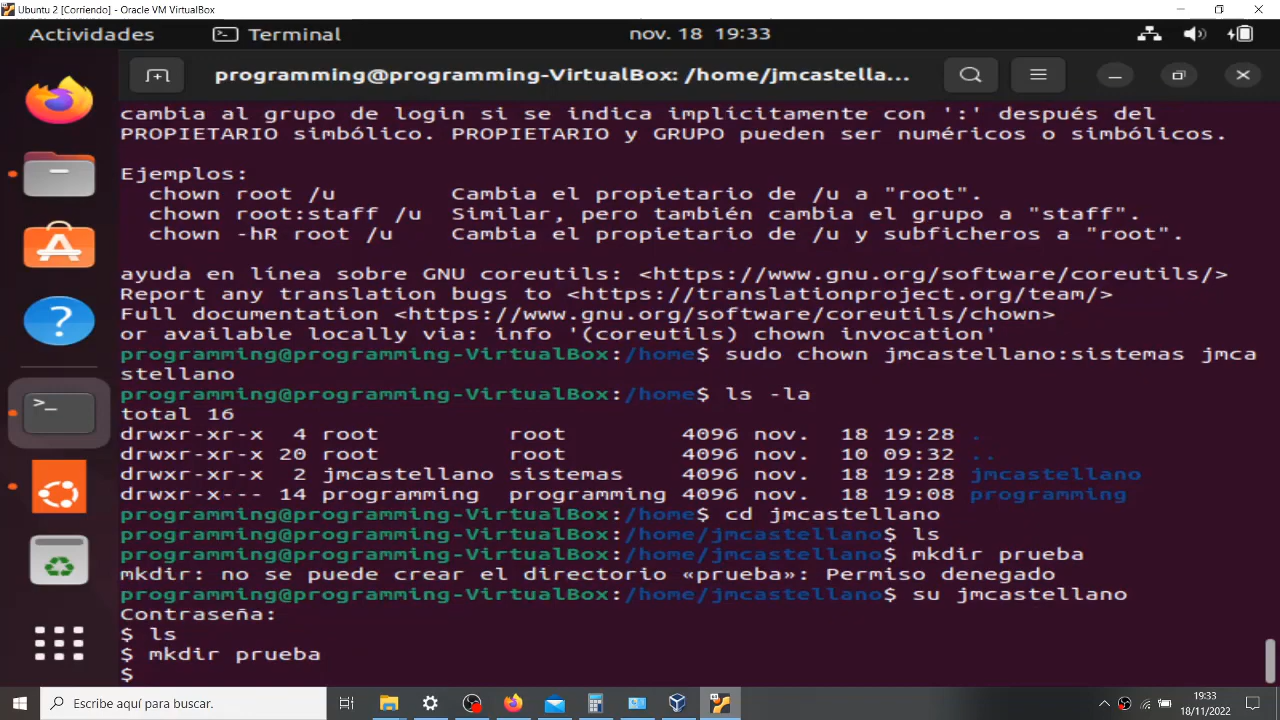 Ubuntu 2 [Corriendo] - Oracle VM VirtualBox
Actividades Terminal nov. 18 19:33
programming@programming-VirtualBox: /home/jmcastella...
cambia al grupo de login si se indica implícitamente con ':' después del
PROPIETARIO simbólico. PROPIETARIO y GRUPO pueden ser numéricos o simbólicos.
Ejemplos:
  chown root /u        Cambia el propietario de /u a "root".
  chown root:staff /u  Similar, pero también cambia el grupo a "staff".
  chown -hR root /u    Cambia el propietario de /u y subficheros a "root".
ayuda en línea sobre GNU coreutils: <https://www.gnu.org/software/coreutils/>
Report any translation bugs to <https://translationproject.org/team/>
Full documentation <https://www.gnu.org/software/coreutils/chown>
or available locally via: info '(coreutils) chown invocation'
programming@programming-VirtualBox:/home$ sudo chown jmcastellano:sistemas jmca
stellano
programming@programming-VirtualBox:/home$ ls -la
total 16
drwxr-xr-x  4 root         root        4096 nov.  18 19:28 .
drwxr-xr-x 20 root         root        4096 nov.  10 09:32 ..
drwxr-xr-x  2 jmcastellano sistemas    4096 nov.  18 19:28 jmcastellano
drwxr-x--- 14 programming  programming 4096 nov.  18 19:08 programming
programming@programming-VirtualBox:/home$ cd jmcastellano
programming@programming-VirtualBox:/home/jmcastellano$ ls
programming@programming-VirtualBox:/home/jmcastellano$ mkdir prueba
mkdir: no se puede crear el directorio «prueba»: Permiso denegado
programming@programming-VirtualBox:/home/jmcastellano$ su jmcastellano
Contraseña:
$ ls
$ mkdir prueba
$
Escribe aquí para buscar.
19:33
18/11/2022